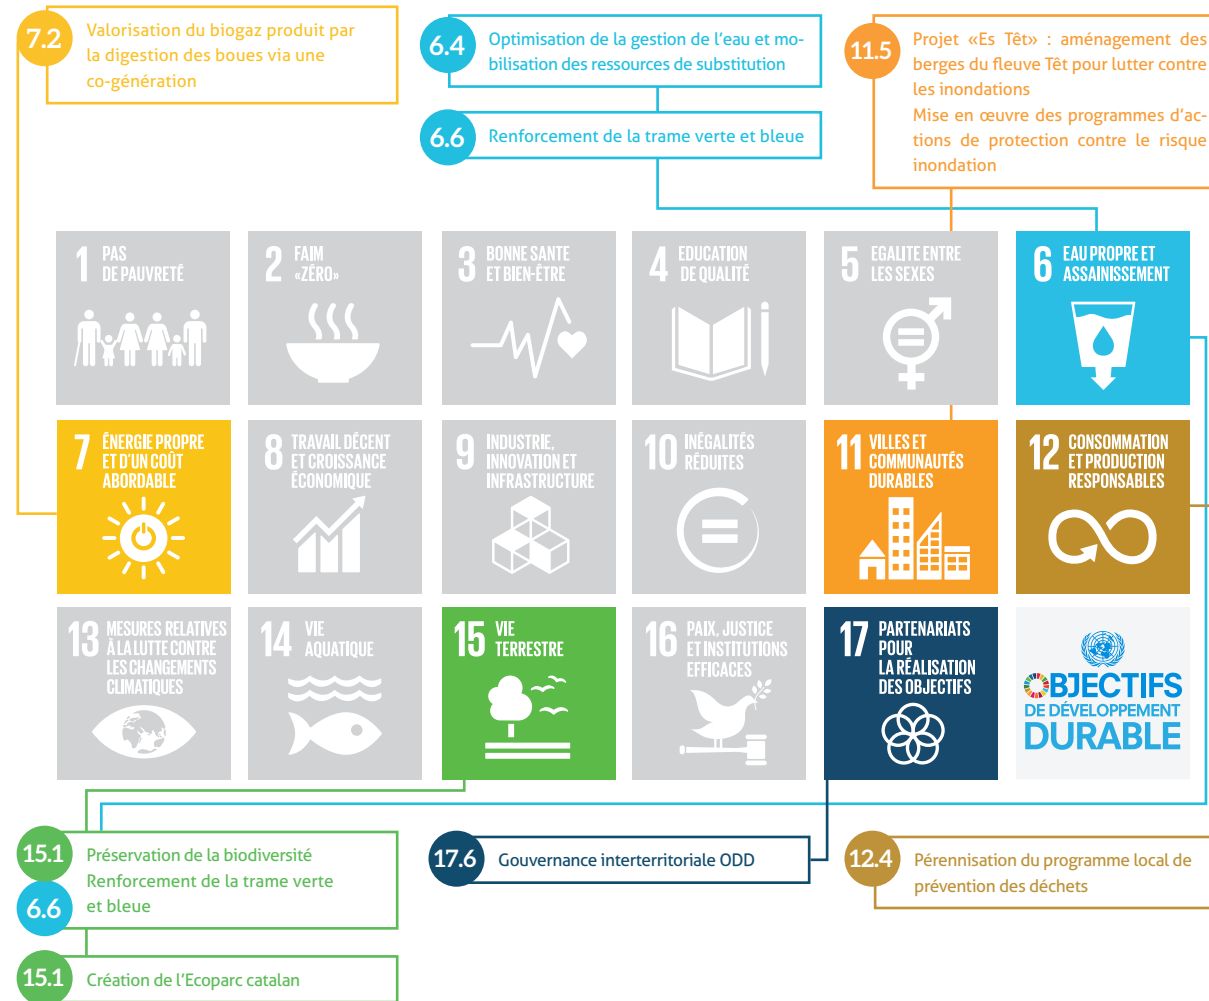 7.2
Valorisation du biogaz produit par
la digestion des boues via une
co-génération
6.4
Optimisation de la gestion de l'eau et mo-
bilisation des ressources de substitution
6.6
Renforcement de la trame verte et bleue
11.5
Projet «Es Têt» : aménagement des
berges du fleuve Têt pour lutter contre
les inondations
Mise en œuvre des programmes d'ac-
tions de protection contre le risque
inondation
1 PAS
DE PAUVRETÉ
2 FAIM
«ZÉRO»
3 BONNE SANTE
ET BIEN-ÊTRE
4 EDUCATION
DE QUALITÉ
5 EGALITE ENTRE
LES SEXES
6 EAU PROPRE ET
ASSAINISSEMENT
7 ÉNERGIE PROPRE
ET D'UN COÛT
ABORDABLE
8 TRAVAIL DÉCENT
ET CROISSANCE
ÉCONOMIQUE
9 INDUSTRIE,
INNOVATION ET
INFRASTRUCTURE
10 INÉGALITÉS
RÉDUITES
11 VILLES ET
COMMUNAUTÉS
DURABLES
12 CONSOMMATION
ET PRODUCTION
RESPONSABLES
13 MESURES RELATIVES
À LA LUTTE CONTRE
LES CHANGEMENTS
CLIMATIQUES
14 VIE
AQUATIQUE
15 VIE
TERRESTRE
16 PAIX, JUSTICE
ET INSTITUTIONS
EFFICACES
17 PARTENARIATS
POUR
LA RÉALISATION
DES OBJECTIFS
OBJECTIFS
DE DÉVELOPPEMENT
DURABLE
15.1
6.6
Préservation de la biodiversité
Renforcement de la trame verte
et bleue
15.1
Création de l'Ecoparc catalan
17.6
Gouvernance interterritoriale ODD
12.4
Pérennisation du programme local de
prévention des déchets